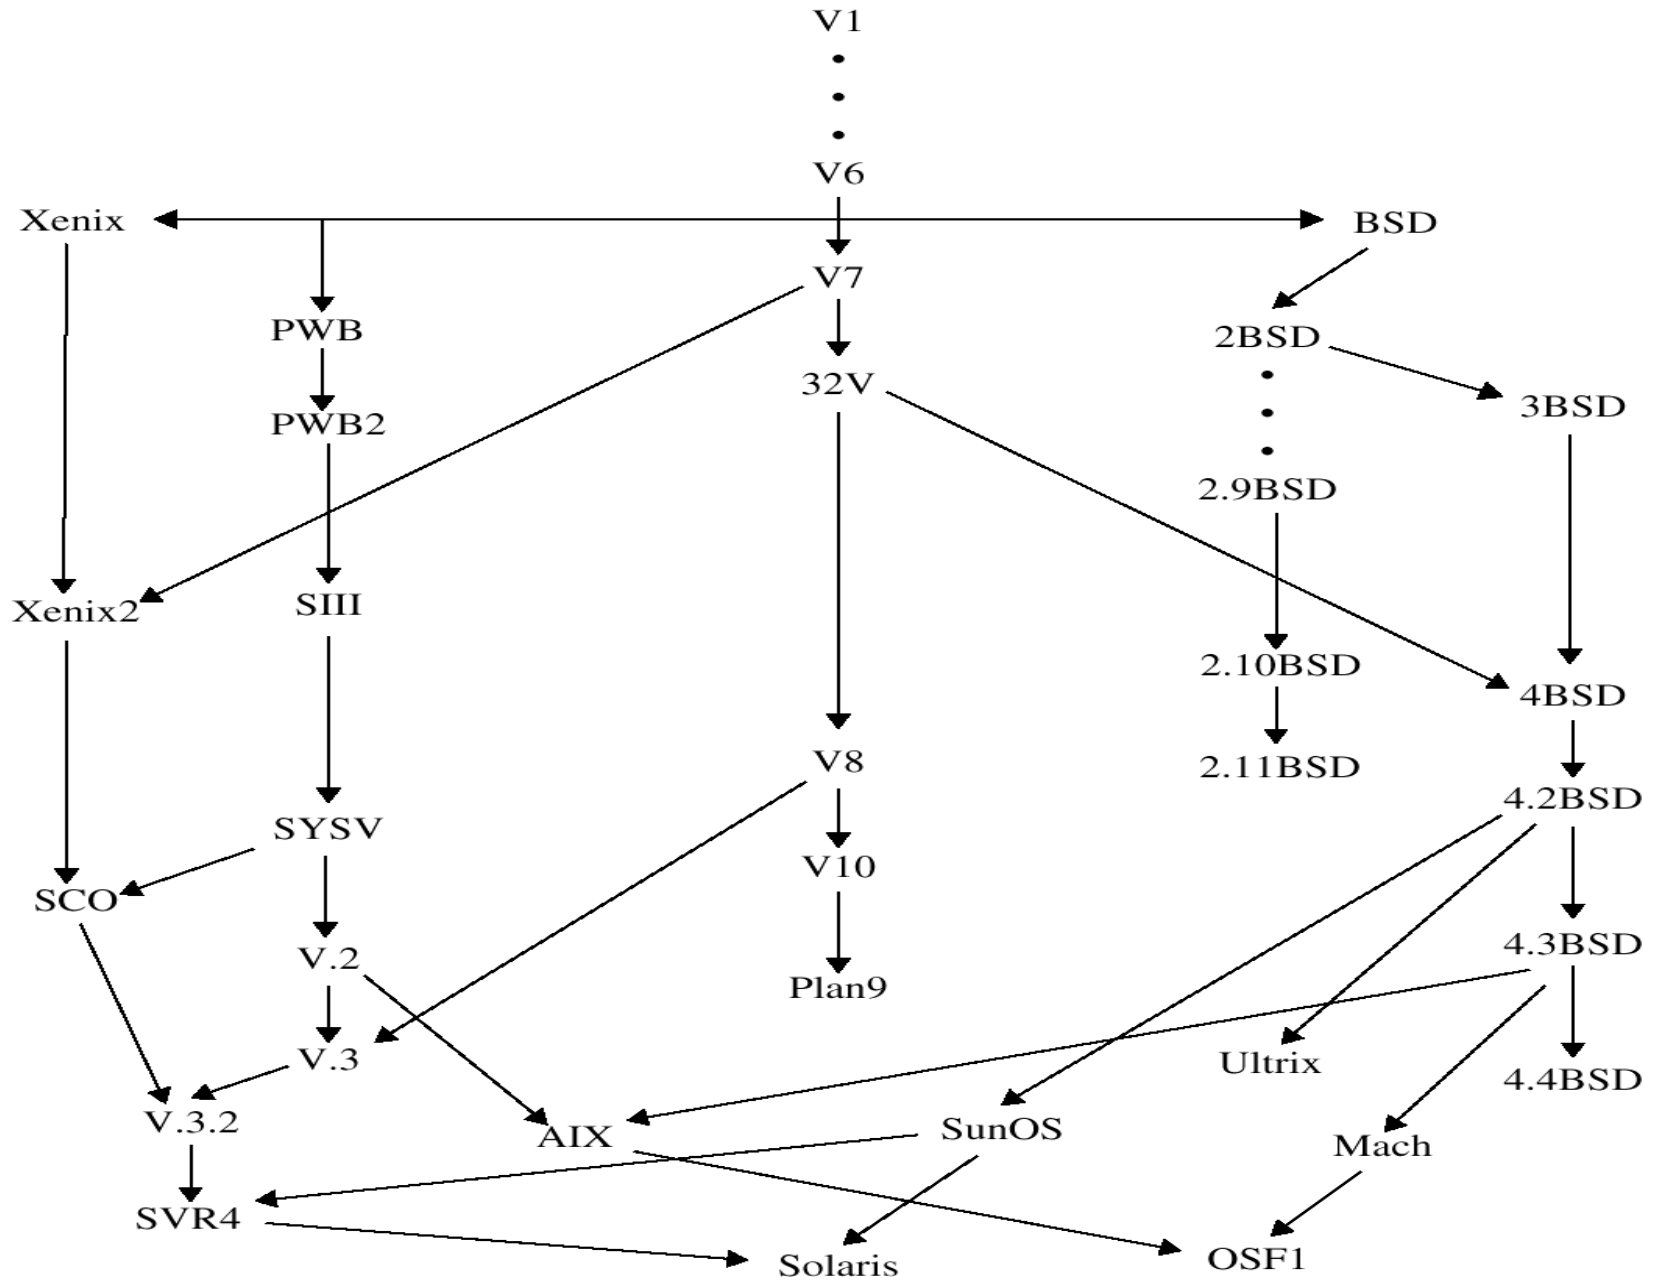 V1
V6
Xenix
BSD
V7
PWB
2BSD
32V
3BSD
PWB2
2.9BSD
SIII
Xenix2
2.10BSD
4BSD
V8
2.11BSD
4.2BSD
SYSV
V10
SCO
4.3BSD
V.2
Plan9
V.3
Ultrix
4.4BSD
V.3.2
AIX
SunOS
Mach
SVR4
Solaris
OSF1